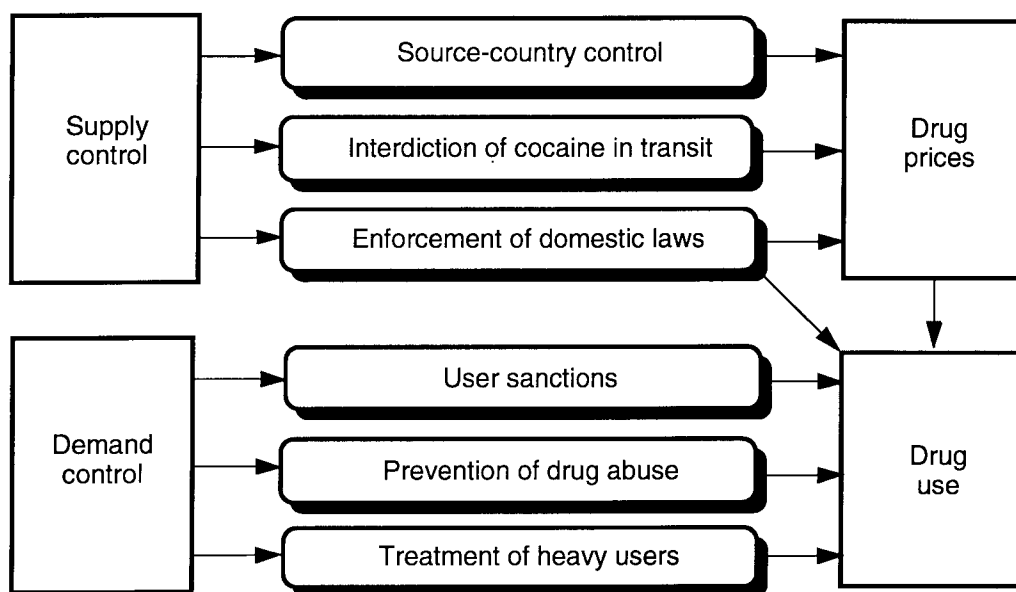 Supply
control
Source-country control
Interdiction of cocaine in transit
Enforcement of domestic laws
Drug
prices
Demand
control
User sanctions
Prevention of drug abuse
Treatment of heavy users
Drug
use